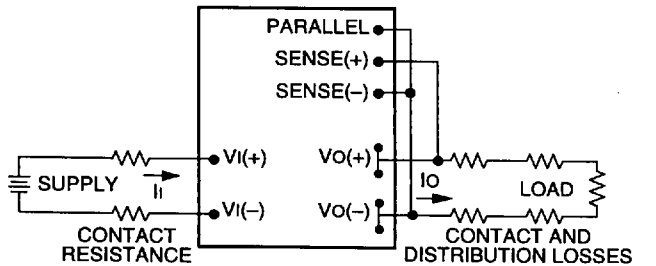 PARALLEL
SENSE(+)
SENSE(–)
VI(+)
VO(+)
SUPPLY
II
IO
LOAD
VI(–)
VO(–)
CONTACT
RESISTANCE
CONTACT AND
DISTRIBUTION LOSSES